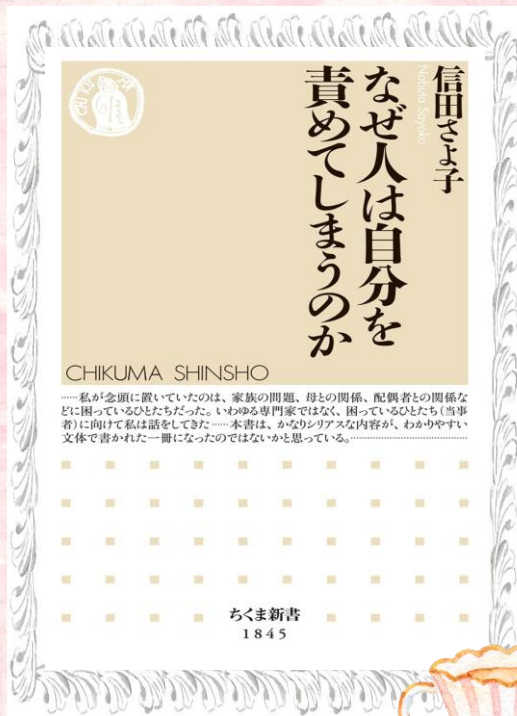 信田さよ子
Nobuta Sayoko
なぜ人は自分を
責めてしまうのか
CHIKUMA SHINSHO
……私が念頭に置いていたのは、家族の問題、母との関係、配偶者との関係な
どに困っているひとたちだった。いわゆる専門家ではなく、困っているひとたち（当事
者）に向けて私は話をしてきた……本書は、かなりシリアスな内容が、わかりやすい
文体で書かれた一冊になったのではないかと思っている。……………………
ちくま新書
1845